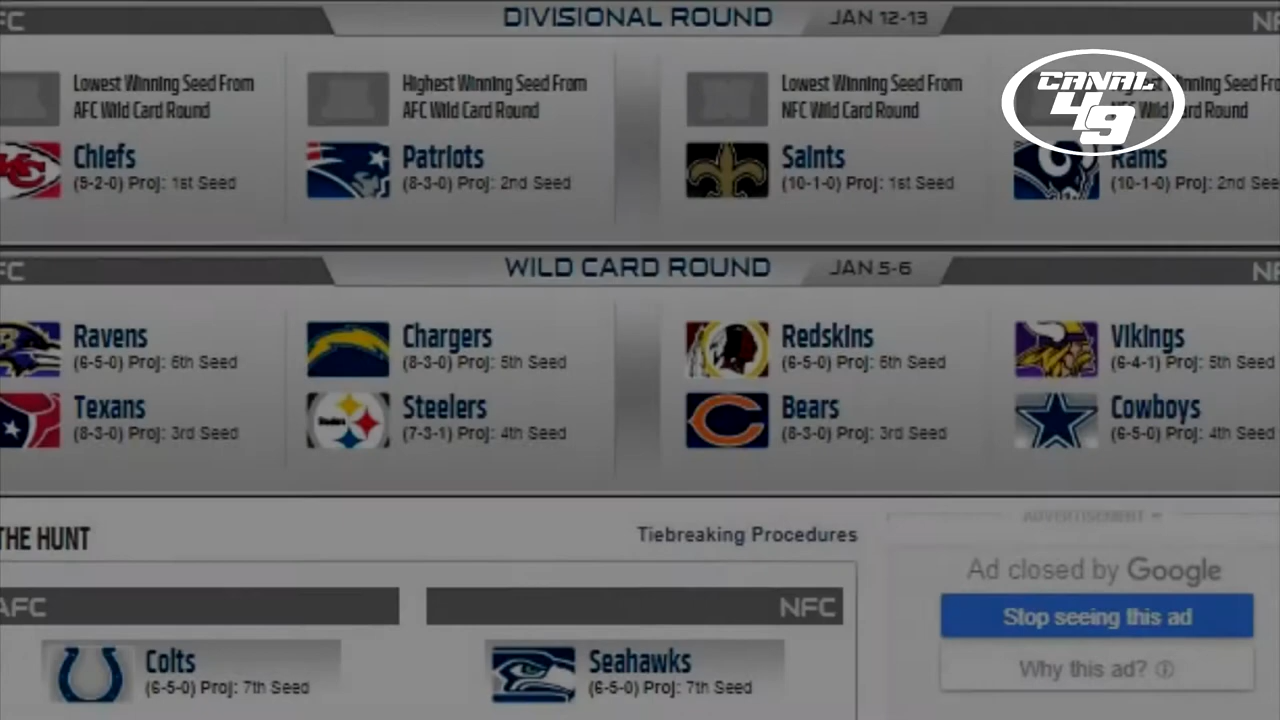 FC
DIVISIONAL ROUND
JAN 12-13
NF
Lowest Winning Seed From
AFC Wild Card Round
Highest Winning Seed From
AFC Wild Card Round
Lowest Winning Seed From
NFC Wild Card Round
Winning Seed From
Wild Card Round
CANAL
49
Chiefs
(5-2-0) Proj: 1st Seed
Patriots
(8-3-0) Proj: 2nd Seed
Saints
(10-1-0) Proj: 1st Seed
Rams
(10-1-0) Proj: 2nd See
FC
WILD CARD ROUND
JAN 5-6
NF
Ravens
(6-5-0) Proj: 6th Seed
Chargers
(8-3-0) Proj: 5th Seed
Redskins
(6-5-0) Proj: 6th Seed
Vikings
(6-4-1) Proj: 5th Seed
Texans
(8-3-0) Proj: 3rd Seed
Steelers
(7-3-1) Proj: 4th Seed
Bears
(8-3-0) Proj: 3rd Seed
Cowboys
(6-5-0) Proj: 4th Seed
THE HUNT
Tiebreaking Procedures
ADVERTISEMENT
Ad closed by Google
Stop seeing this ad
Why this ad?
AFC
NFC
Colts
(6-5-0) Proj: 7th Seed
Seahawks
(6-5-0) Proj: 7th Seed